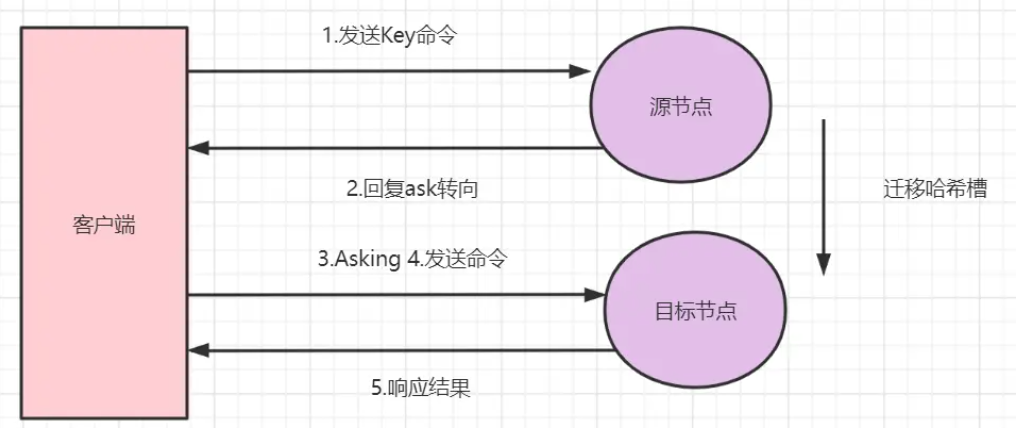 1.发送Key命令
源节点
2.回复ask转向
迁移哈希槽
客户端
3.Asking 4.发送命令
目标节点
5.响应结果